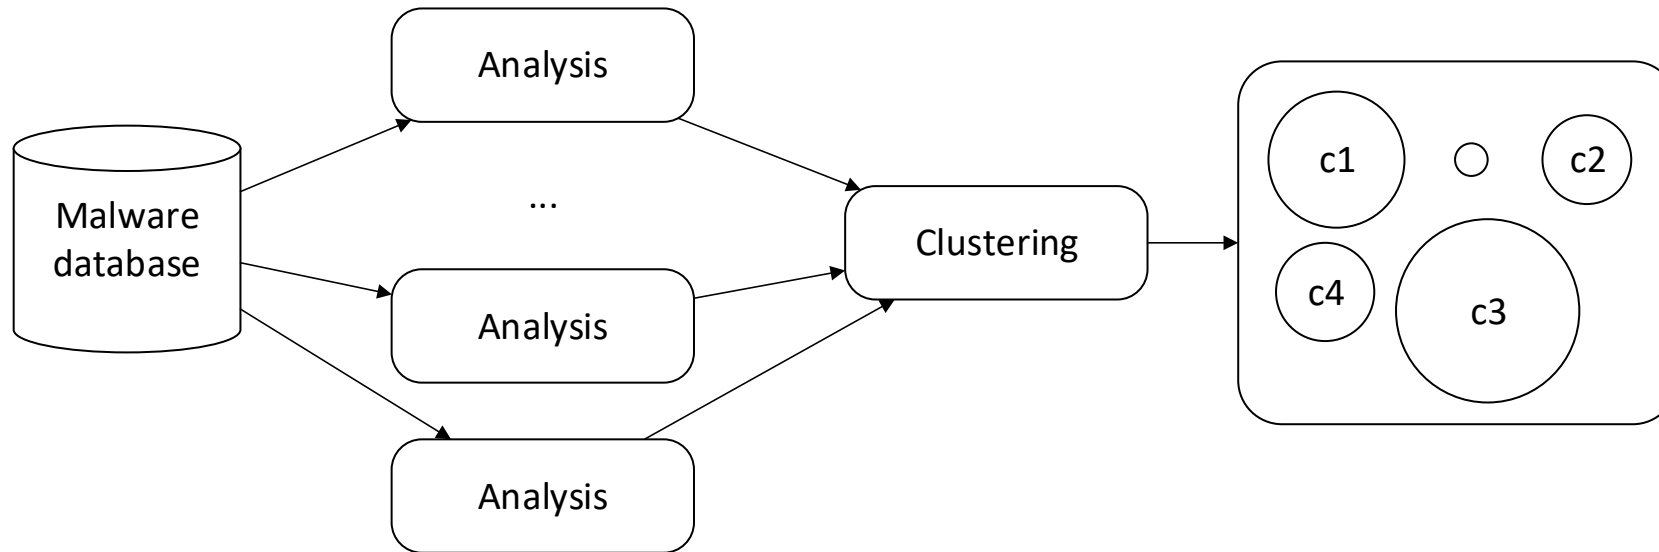 Analysis
...
Malware
database
Analysis
Analysis
Clustering
c1
c2
c4
c3